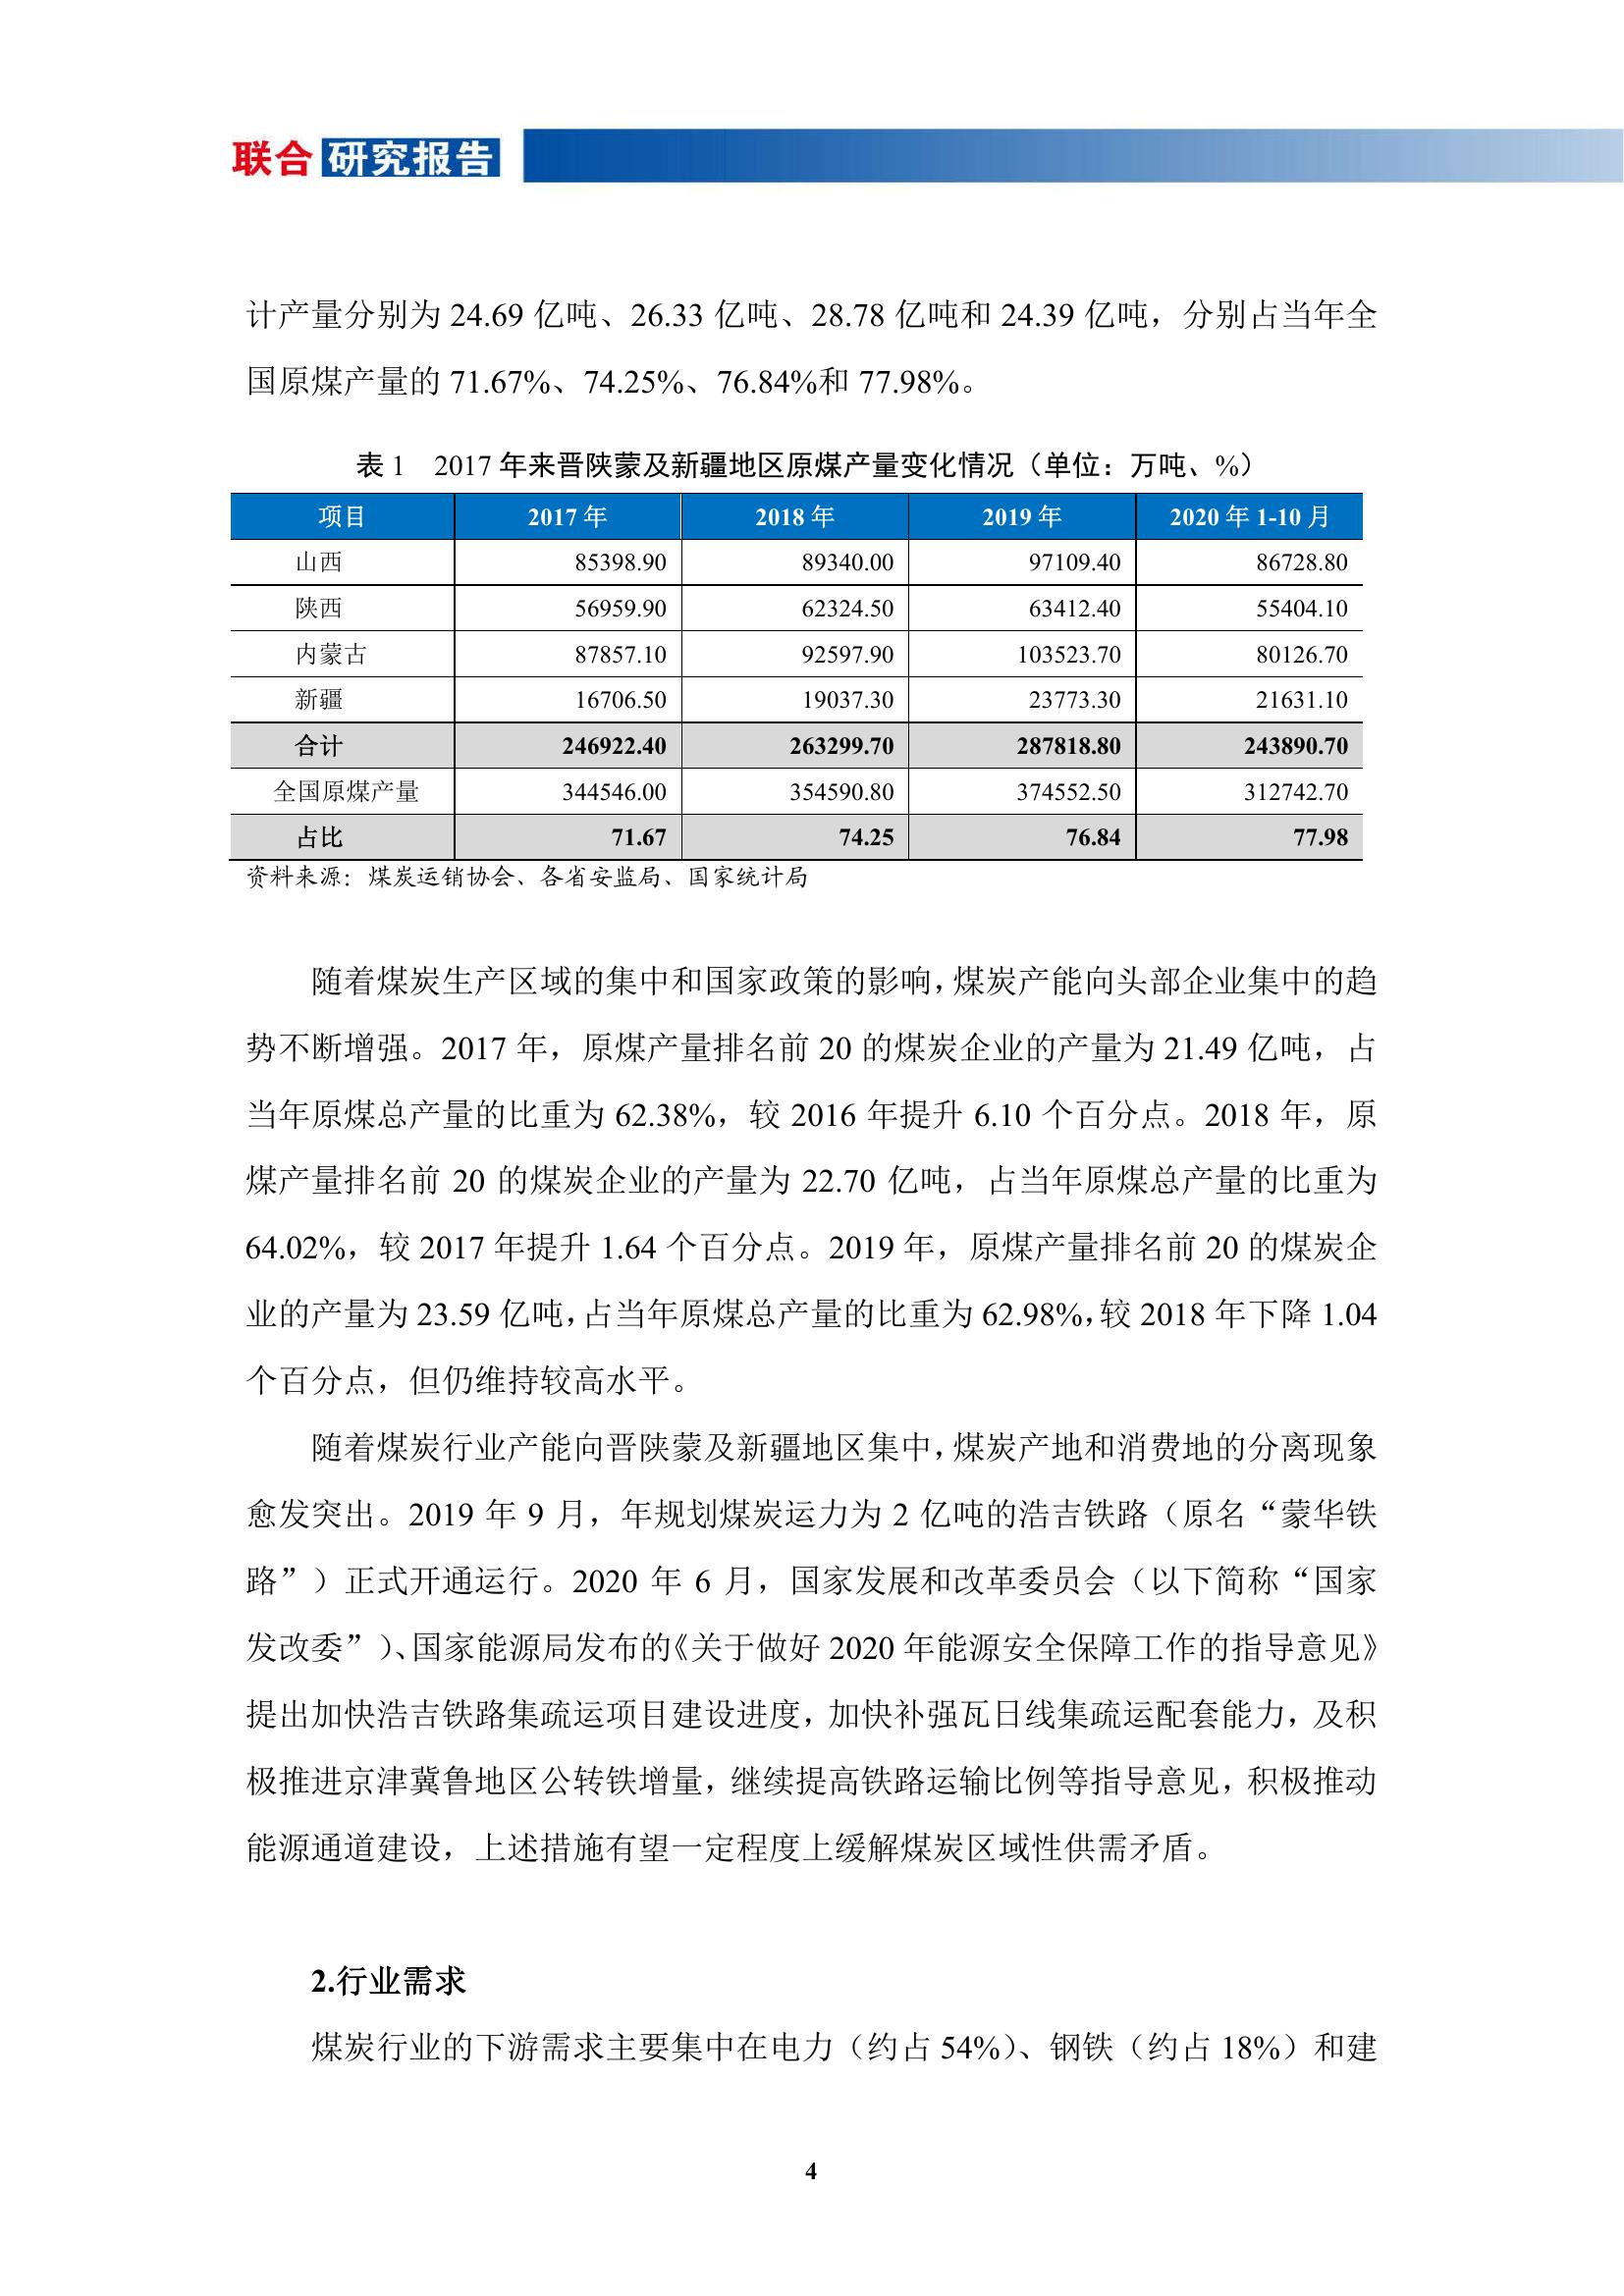 联合 研究报告
计产量分别为 24.69 亿吨、26.33 亿吨、28.78 亿吨和 24.39 亿吨，分别占当年全
国原煤产量的 71.67%、74.25%、76.84%和 77.98%。
表 1 2017 年来晋陕蒙及新疆地区原煤产量变化情况（单位：万吨、%）
项目 2017 年 2018 年 2019 年 2020 年 1-10 月
山西 85398.90 89340.00 97109.40 86728.80
陕西 56959.90 62324.50 63412.40 55404.10
内蒙古 87857.10 92597.90 103523.70 80126.70
新疆 16706.50 19037.30 23773.30 21631.10
合计 246922.40 263299.70 287818.80 243890.70
全国原煤产量 344546.00 354590.80 374552.50 312742.70
占比 71.67 74.25 76.84 77.98
资料来源：煤炭运销协会、各省安监局、国家统计局
随着煤炭生产区域的集中和国家政策的影响，煤炭产能向头部企业集中的趋
势不断增强。2017 年，原煤产量排名前 20 的煤炭企业的产量为 21.49 亿吨，占
当年原煤总产量的比重为 62.38%，较 2016 年提升 6.10 个百分点。2018 年，原
煤产量排名前 20 的煤炭企业的产量为 22.70 亿吨，占当年原煤总产量的比重为
64.02%，较 2017 年提升 1.64 个百分点。2019 年，原煤产量排名前 20 的煤炭企
业的产量为 23.59 亿吨，占当年原煤总产量的比重为 62.98%，较 2018 年下降 1.04
个百分点，但仍维持较高水平。
随着煤炭行业产能向晋陕蒙及新疆地区集中，煤炭产地和消费地的分离现象
愈发突出。2019 年 9 月，年规划煤炭运力为 2 亿吨的浩吉铁路（原名“蒙华铁
路”）正式开通运行。2020 年 6 月，国家发展和改革委员会（以下简称“国家
发改委”）、国家能源局发布的《关于做好 2020 年能源安全保障工作的指导意见》
提出加快浩吉铁路集疏运项目建设进度，加快补强瓦日线集疏运配套能力，及积
极推进京津冀鲁地区公转铁增量，继续提高铁路运输比例等指导意见，积极推动
能源通道建设，上述措施有望一定程度上缓解煤炭区域性供需矛盾。
2.行业需求
煤炭行业的下游需求主要集中在电力（约占 54%）、钢铁（约占 18%）和建
4